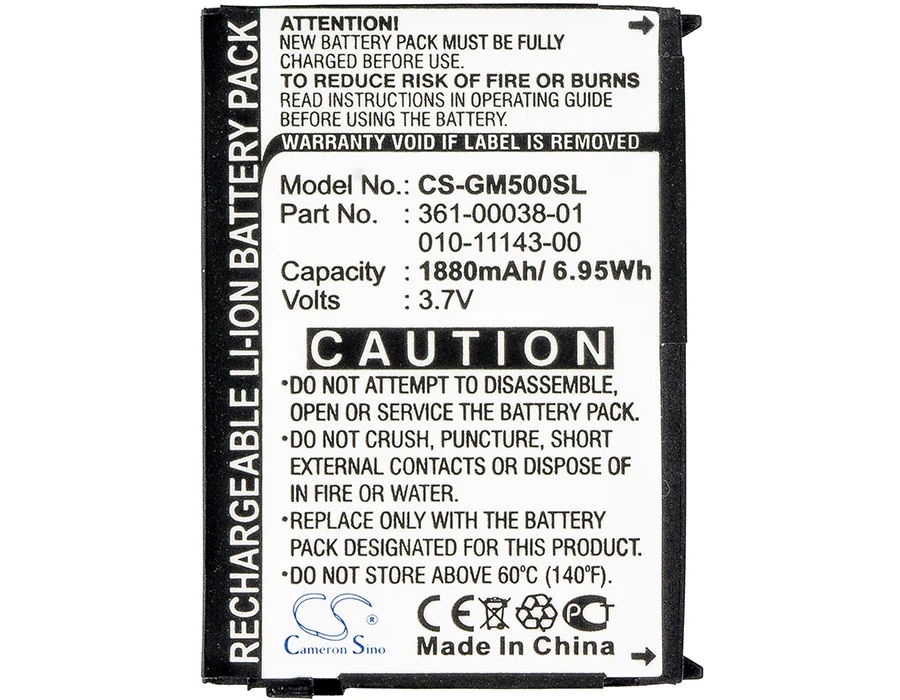 RECHARGEABLE LI-ION BATTERY PACK
ATTENTION!
NEW BATTERY PACK MUST BE FULLY
CHARGED BEFORE USE.
TO REDUCE RISK OF FIRE OR BURNS
READ INSTRUCTIONS IN OPERATING GUIDE
BEFORE USING THE BATTERY.
WARRANTY VOID IF LABEL IS REMOVED
Model No.: CS-GM500SL
Part No. : 361-00038-01
010-11143-00
Capacity : 1880mAh/ 6.95Wh
Volts : 3.7V
CAUTION
•DO NOT ATTEMPT TO DISASSEMBLE,
OPEN OR SERVICE THE BATTERY PACK.
•DO NOT CRUSH, PUNCTURE, SHORT
EXTERNAL CONTACTS OR DISPOSE OF
IN FIRE OR WATER.
•REPLACE ONLY WITH THE BATTERY
PACK DESIGNATED FOR THIS PRODUCT.
•DO NOT STORE ABOVE 60°C (140°F).
CS ®
Cameron Sino
CE PCT
Made In China